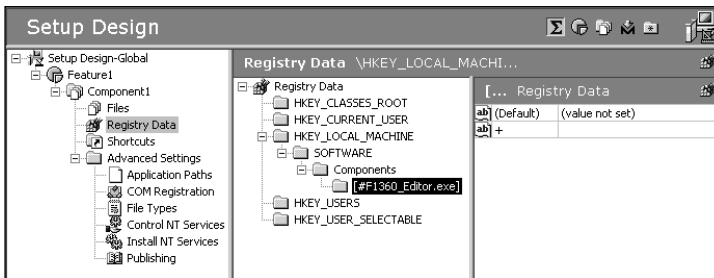 Setup Design
Setup Design-Global
Feature1
Component1
Files
Registry Data
Shortcuts
Advanced Settings
Application Paths
COM Registration
File Types
Control NT Services
Install NT Services
Publishing
Registry Data \HKEY_LOCAL_MACHI...
Registry Data
HKEY_CLASSES_ROOT
HKEY_CURRENT_USER
HKEY_LOCAL_MACHINE
SOFTWARE
Components
[#F1360_Editor.exe]
HKEY_USERS
HKEY_USER_SELECTABLE
[... Registry Data
ab (Default) (value not set)
ab +